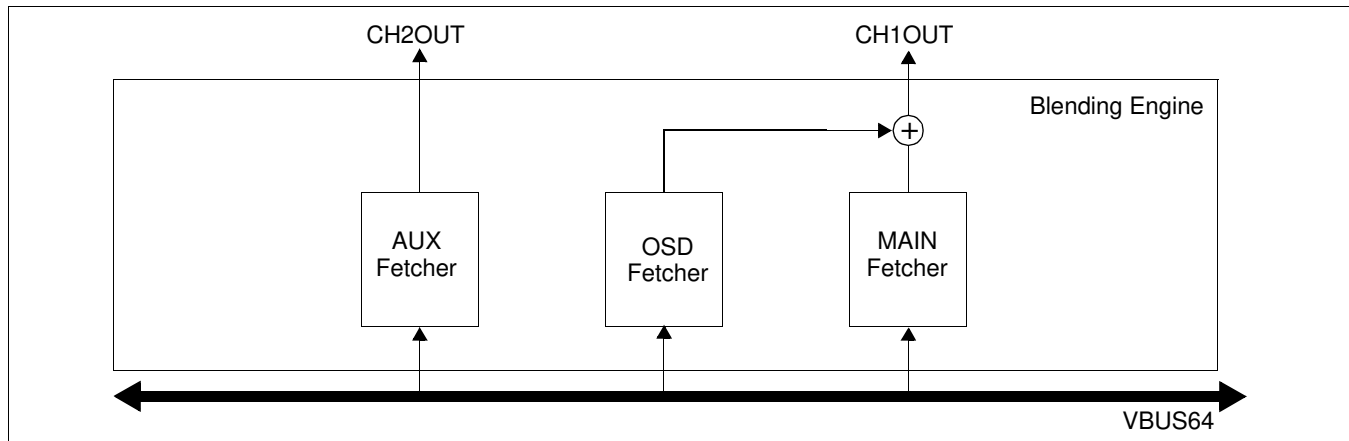 CH2OUT
CH1OUT
Blending Engine
+
AUX
Fetcher
OSD
Fetcher
MAIN
Fetcher
VBUS64